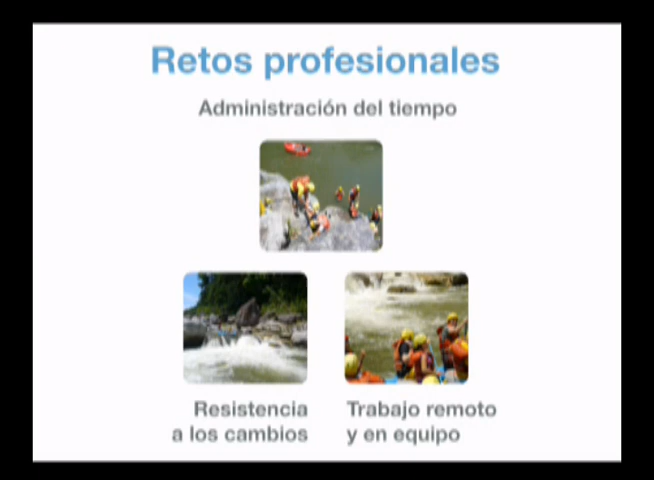 Retos profesionales
Administración del tiempo
Resistencia
a los cambios
Trabajo remoto
y en equipo